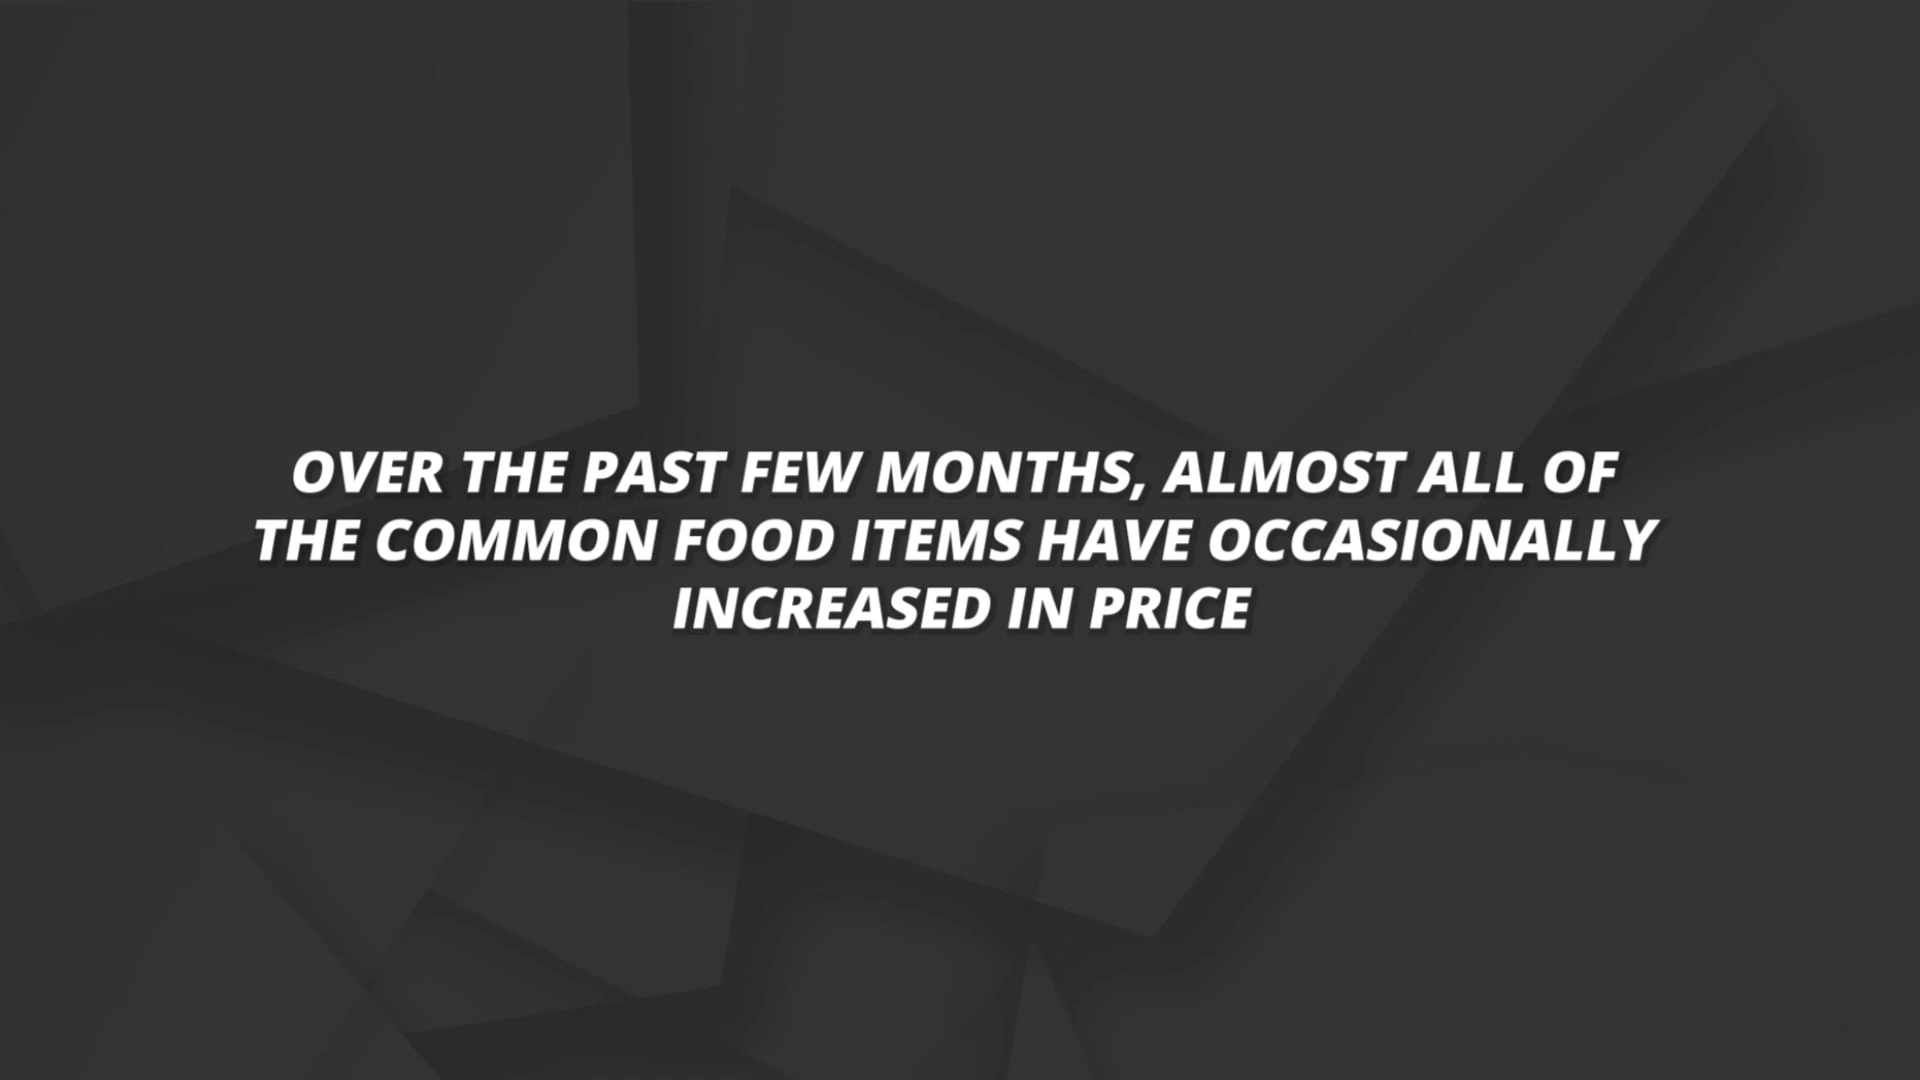 OVER THE PAST FEW MONTHS, ALMOST ALL OF
THE COMMON FOOD ITEMS HAVE OCCASIONALLY
INCREASED IN PRICE